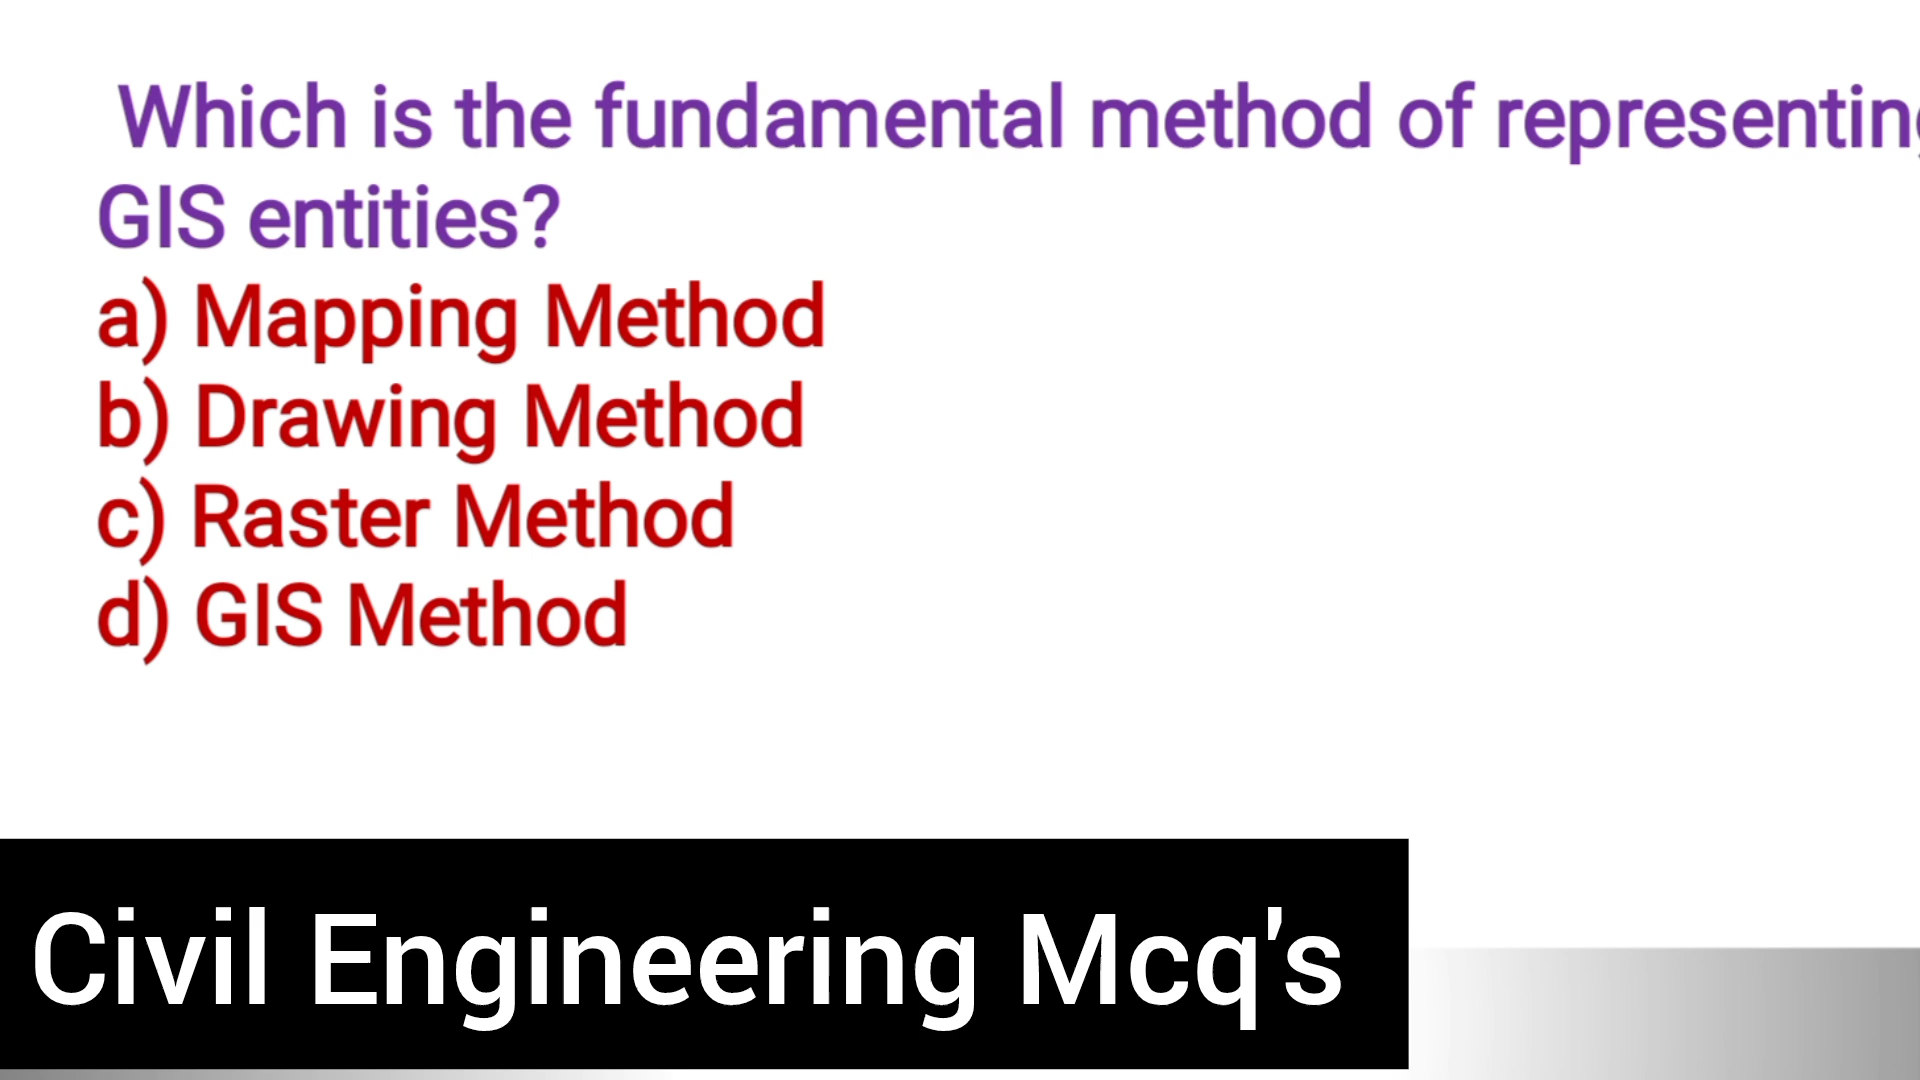 Which is the fundamental method of representing
GIS entities?
a) Mapping Method
b) Drawing Method
c) Raster Method
d) GIS Method
Civil Engineering Mcq's